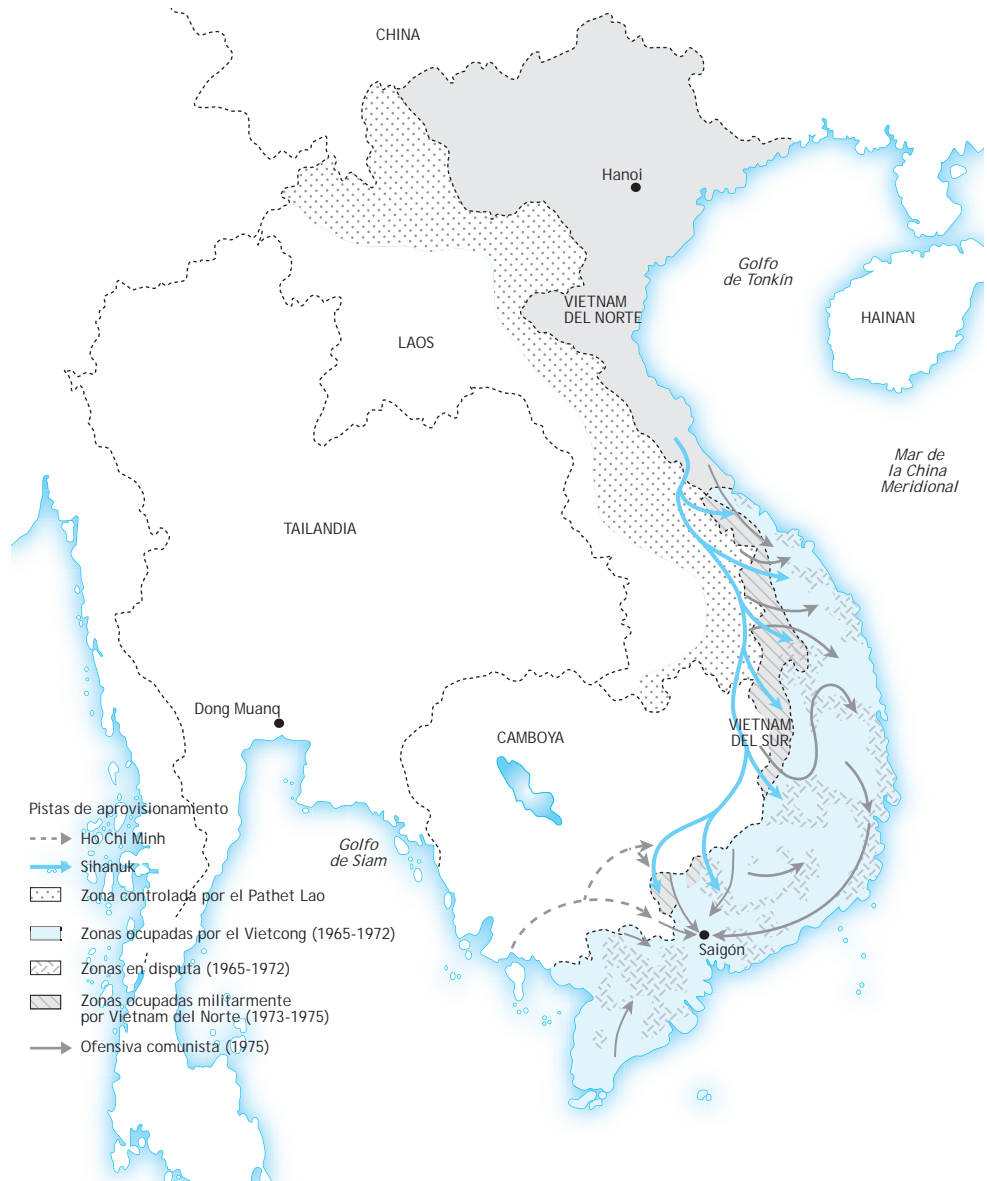 CHINA
Hanoi
Golfo
de Tonkín
VIETNAM
DEL NORTE
HAINAN
LAOS
Mar de
la China
Meridional
TAILANDIA
Dong Muang
CAMBOYA
VIETNAM
DEL SUR
Golfo
de Siam
Saigón
Pistas de aprovisionamiento
Ho Chi Minh
Sihanuk
Zona controlada por el Pathet Lao
Zonas ocupadas por el Vietcong (1965-1972)
Zonas en disputa (1965-1972)
Zonas ocupadas militarmente
por Vietnam del Norte (1973-1975)
Ofensiva comunista (1975)